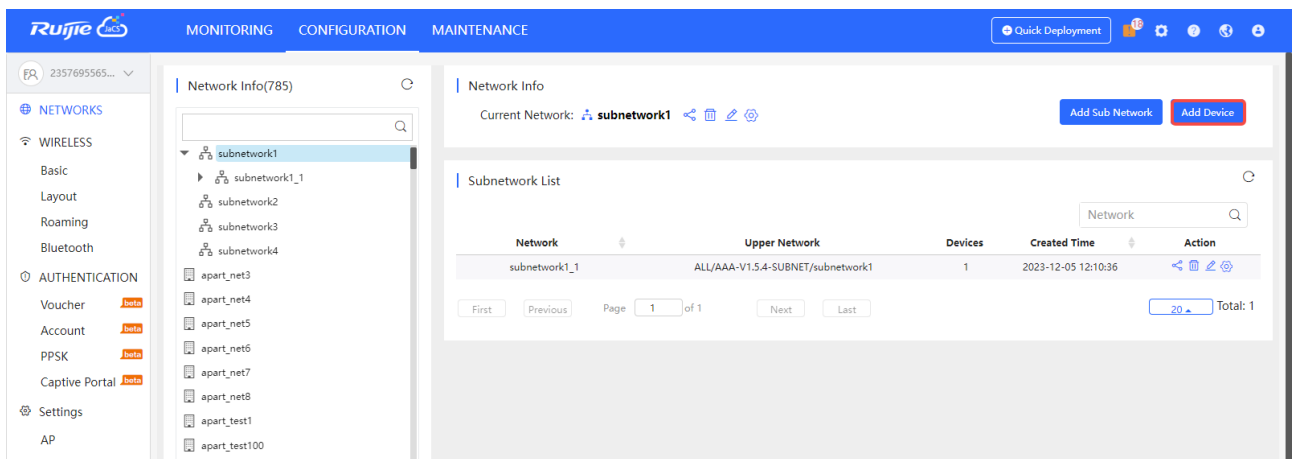 Ruijie JaCS
MONITORING CONFIGURATION MAINTENANCE
Quick Deployment
18
2357695565...
NETWORKS
WIRELESS
Basic
Layout
Roaming
Bluetooth
AUTHENTICATION
Voucher beta
Account beta
PPSK beta
Captive Portal beta
Settings
AP
Network Info(785)
subnetwork1
subnetwork1_1
subnetwork2
subnetwork3
subnetwork4
apart_net3
apart_net4
apart_net5
apart_net6
apart_net7
apart_net8
apart_test1
apart_test100
Network Info
Current Network: subnetwork1
Add Sub Network Add Device
Subnetwork List
Network
Network Upper Network Devices Created Time Action
subnetwork1_1 ALL/AAA-V1.5.4-SUBNET/subnetwork1 1 2023-12-05 12:10:36
First Previous Page 1 of 1 Next Last 20 Total: 1